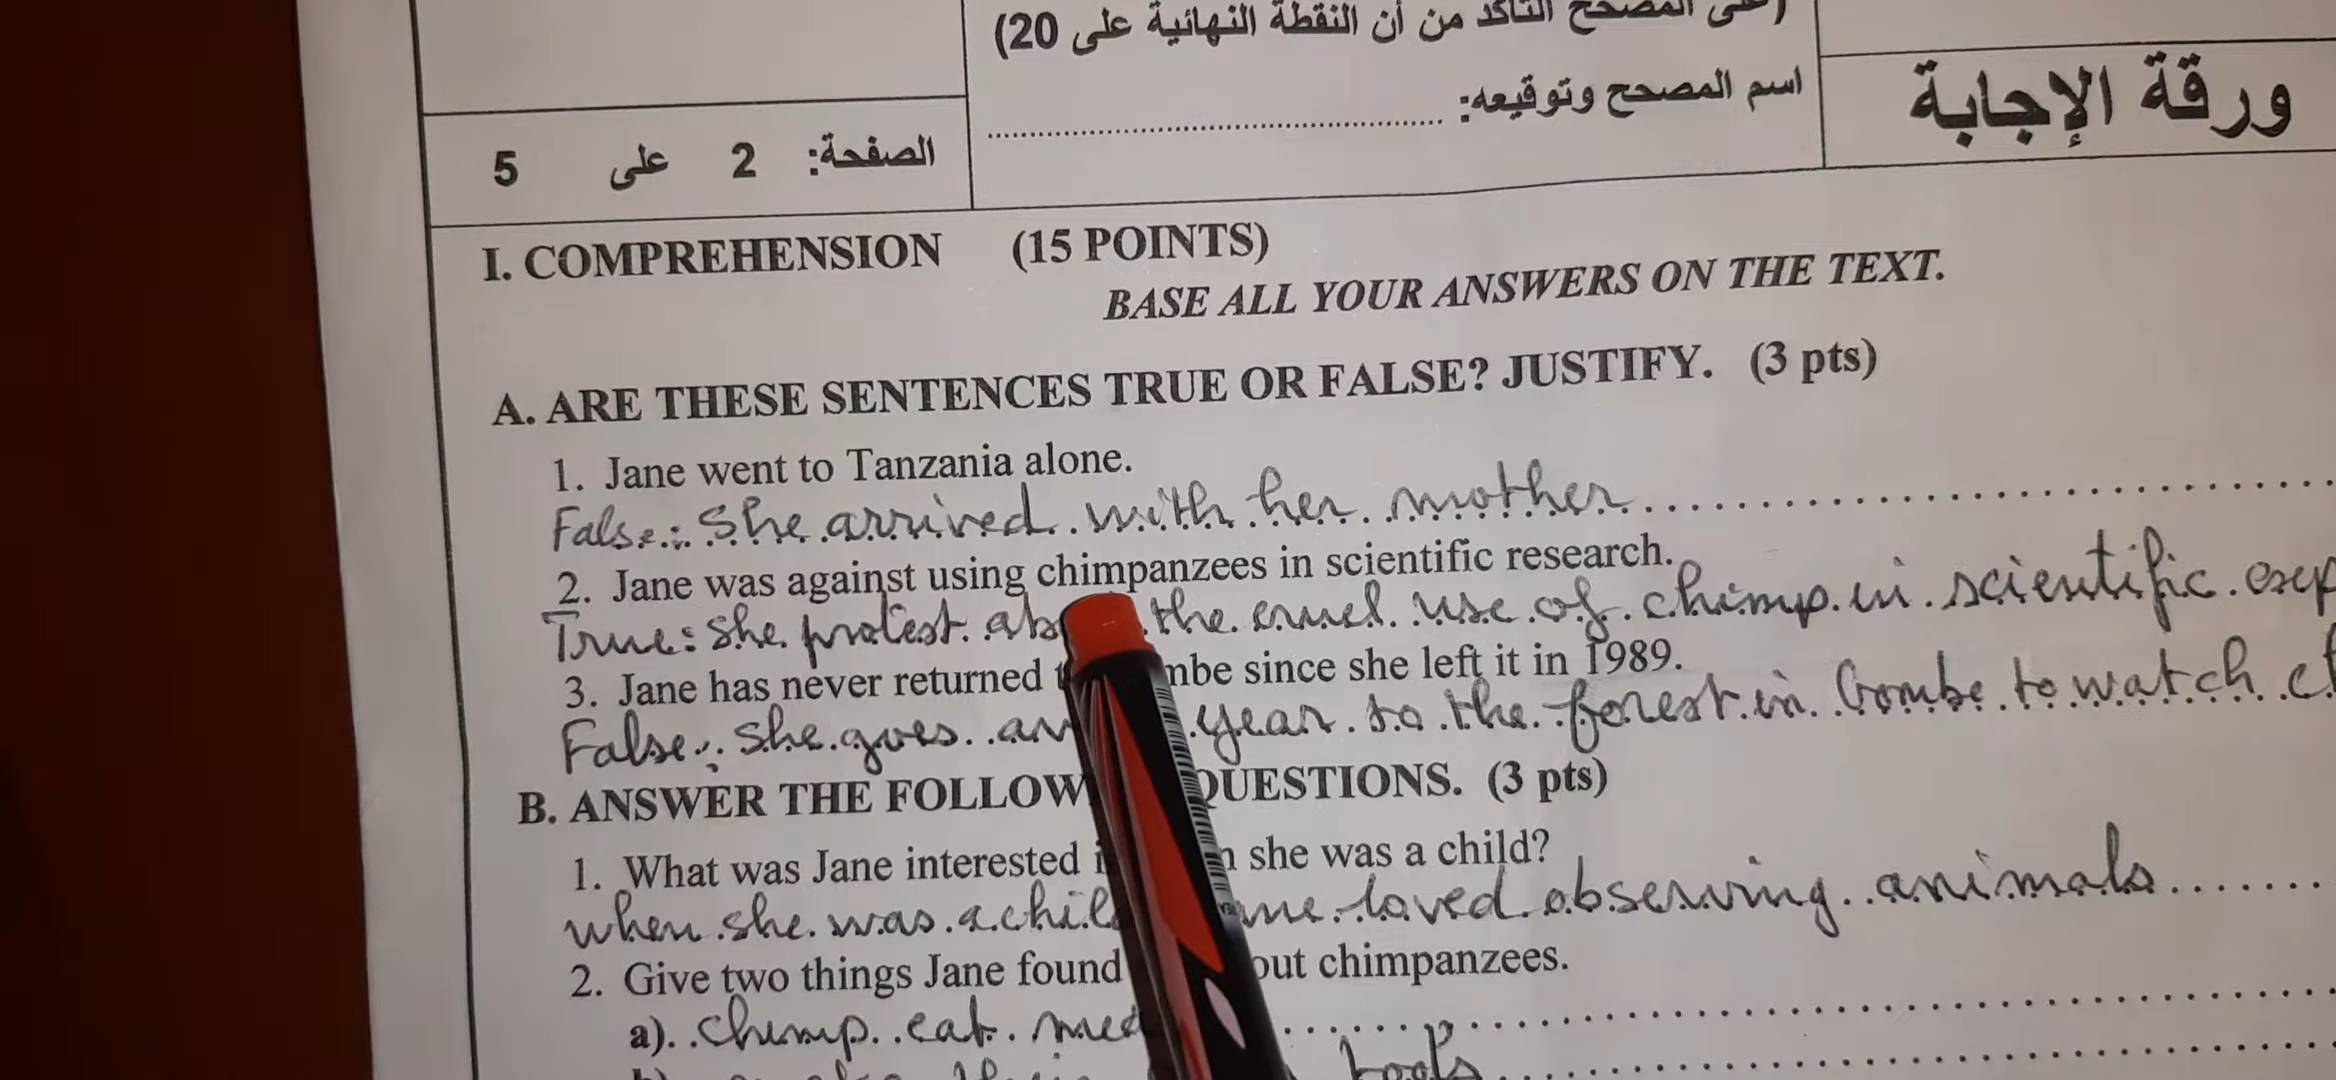 (على المصحح التأكد من أن النقطة النهائية على 20)
اسم المصحح وتوقيعه:
ورقة الإجابة
الصفحة: 2 على 5
I. COMPREHENSION (15 POINTS)
BASE ALL YOUR ANSWERS ON THE TEXT.
A. ARE THESE SENTENCES TRUE OR FALSE? JUSTIFY. (3 pts)
1. Jane went to Tanzania alone.
False: She arrived with her mother
2. Jane was against using chimpanzees in scientific research.
True: she protest the cruel use of chimp in scientific
3. Jane has never returned since she left it in 1989.
False: she goes year to the forest in Gombe to watch
B. ANSWER THE QUESTIONS. (3 pts)
1. What was Jane interested she was a child?
when she was a loved observing animals
2. Give two things Jane found chimpanzees.
a) chimp eat
tools